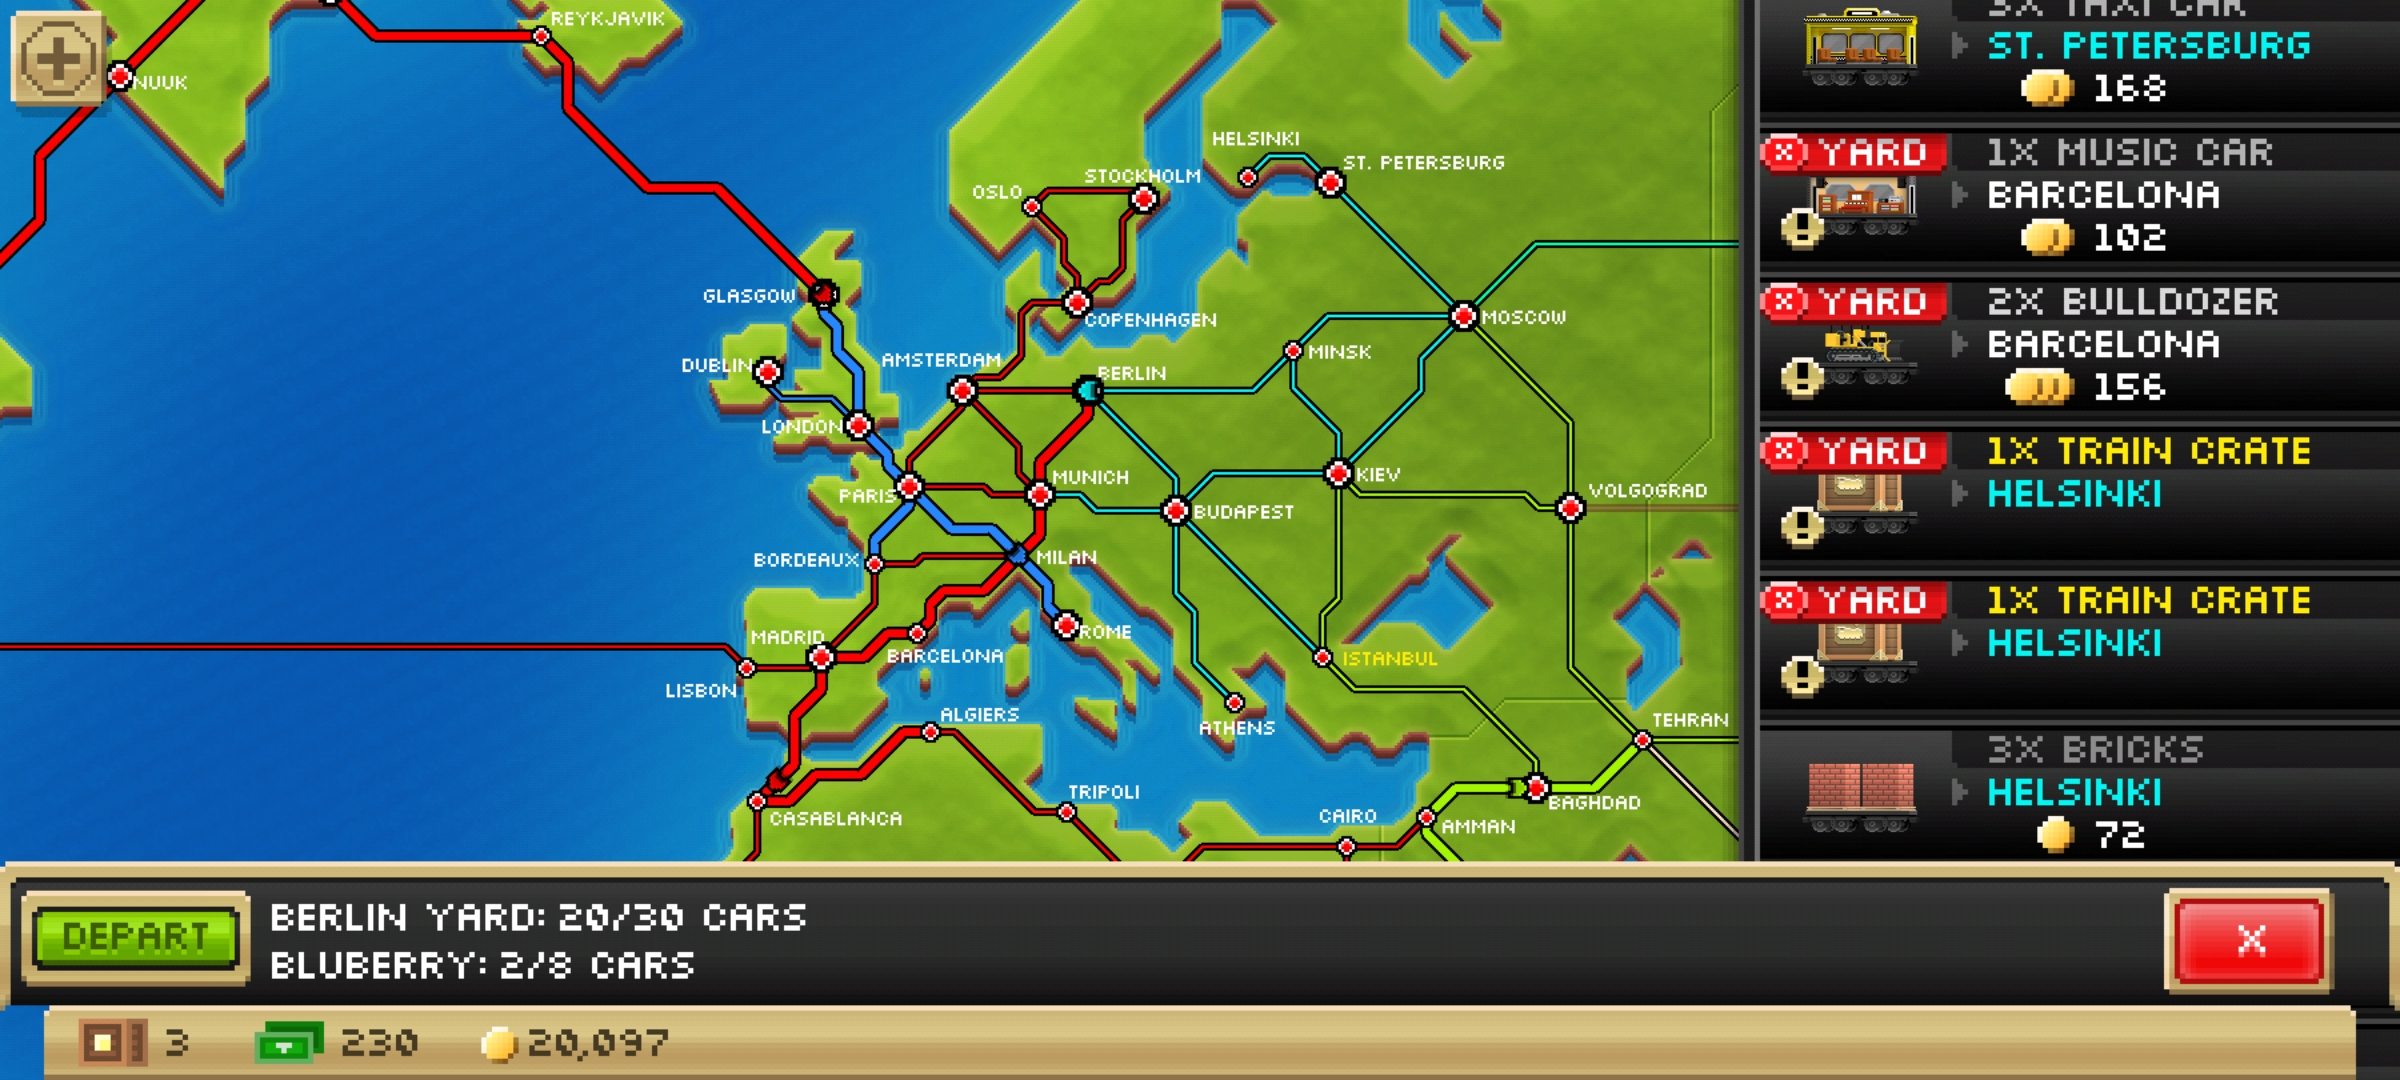 REYKJAVIK
NUUK
HELSINKI
ST. PETERSBURG
STOCKHOLM
OSLO
GLASGOW
MOSCOW
COPENHAGEN
MINSK
AMSTERDAM
DUBLIN
BERLIN
LONDON
MUNICH
KIEV
PARIS
VOLGOGRAD
BUDAPEST
BORDEAUX
MILAN
MADRID
ROME
BARCELONA
ISTANBUL
LISBON
ALGIERS
ATHENS
TEHRAN
TRIPOLI
BAGHDAD
CASABLANCA
CAIRO
AMMAN
3X TAXI CAR
ST. PETERSBURG
168
YARD
1X MUSIC CAR
BARCELONA
102
YARD
2X BULLDOZER
BARCELONA
156
YARD
1X TRAIN CRATE
HELSINKI
YARD
1X TRAIN CRATE
HELSINKI
3X BRICKS
HELSINKI
72
DEPART
BERLIN YARD: 20/30 CARS
BLUBERRY: 2/8 CARS
X
3
230
20,097